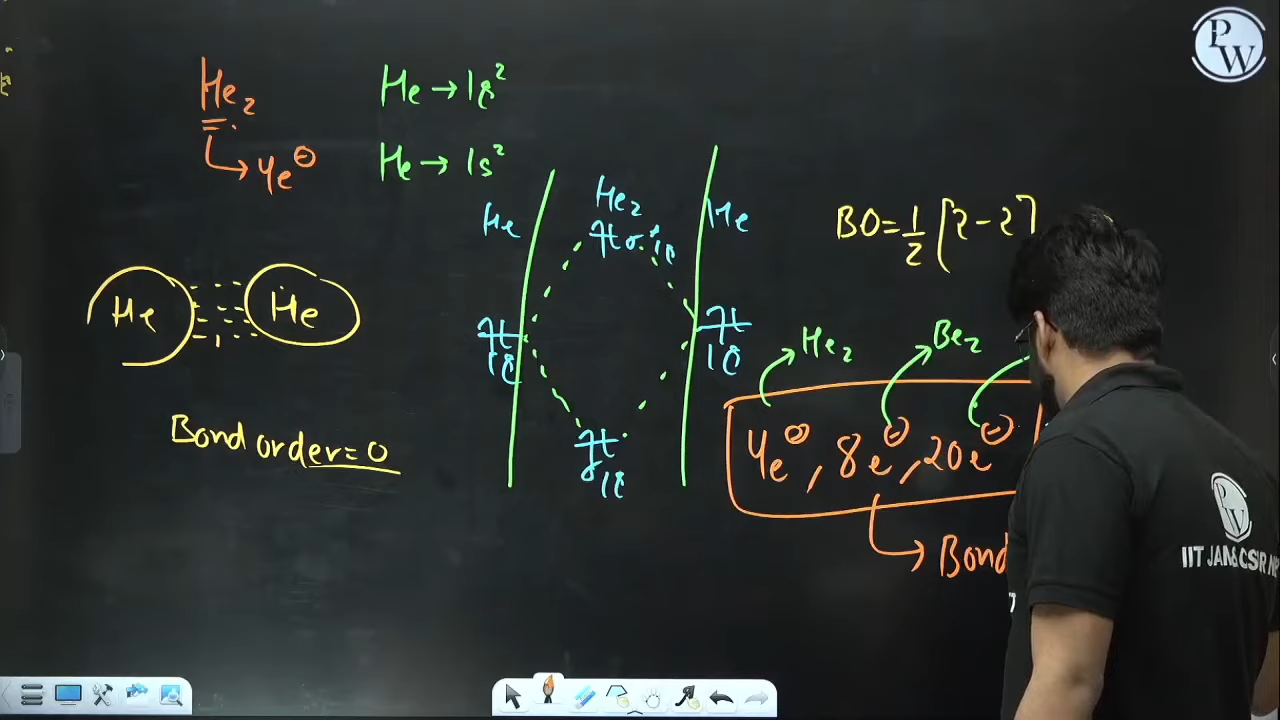 He₂
4e⊖
He → 1s²
He → 1s²
He
He₂
He
σ*1s
1s
1s
σ1s
He
He
Bond order = 0
BO = 1/2 [2-2]
He₂
Be₂
4e⊖, 8e⊖, 20e⊖
Bond
PW
PW
IIT JAM & CSIR N